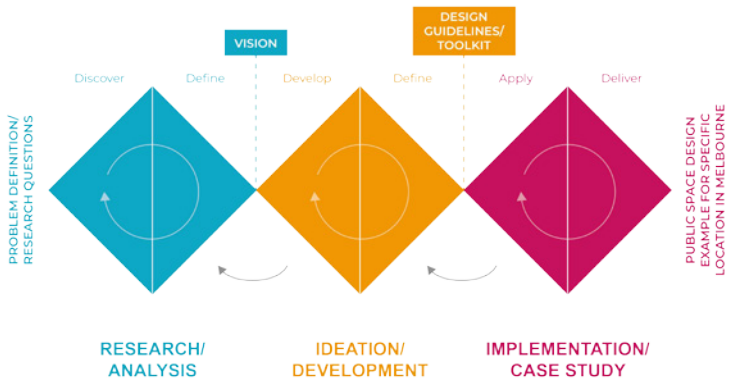 DESIGN
GUIDELINES/
TOOLKIT
VISION
Discover
Define
Develop
Define
Apply
Deliver
PROBLEM DEFINITION/
RESEARCH QUESTIONS
PUBLIC SPACE DESIGN
EXAMPLE FOR SPECIFIC
LOCATION IN MELBOURNE
RESEARCH/
ANALYSIS
IDEATION/
DEVELOPMENT
IMPLEMENTATION/
CASE STUDY